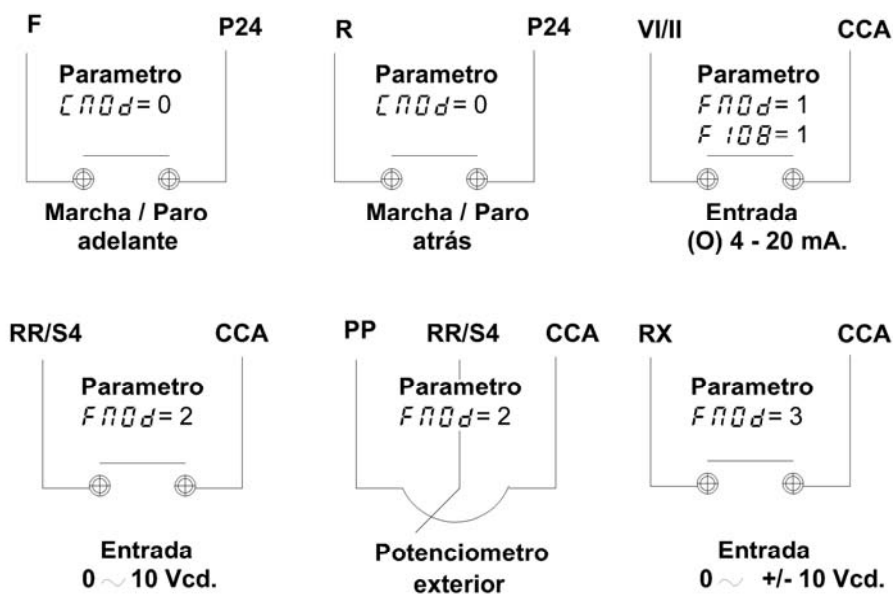 F P24 R P24 VI/II CCA
Parametro Parametro Parametro
CMOd= 0 CMOd= 0 FMOd= 1
F 108= 1
Marcha / Paro Marcha / Paro Entrada
adelante atrás (O) 4 - 20 mA.
RR/S4 CCA PP RR/S4 CCA RX CCA
Parametro Parametro Parametro
FMOd= 2 FMOd= 2 FMOd= 3
Entrada Potenciometro Entrada
0 ~ 10 Vcd. exterior 0 ~ +/- 10 Vcd.